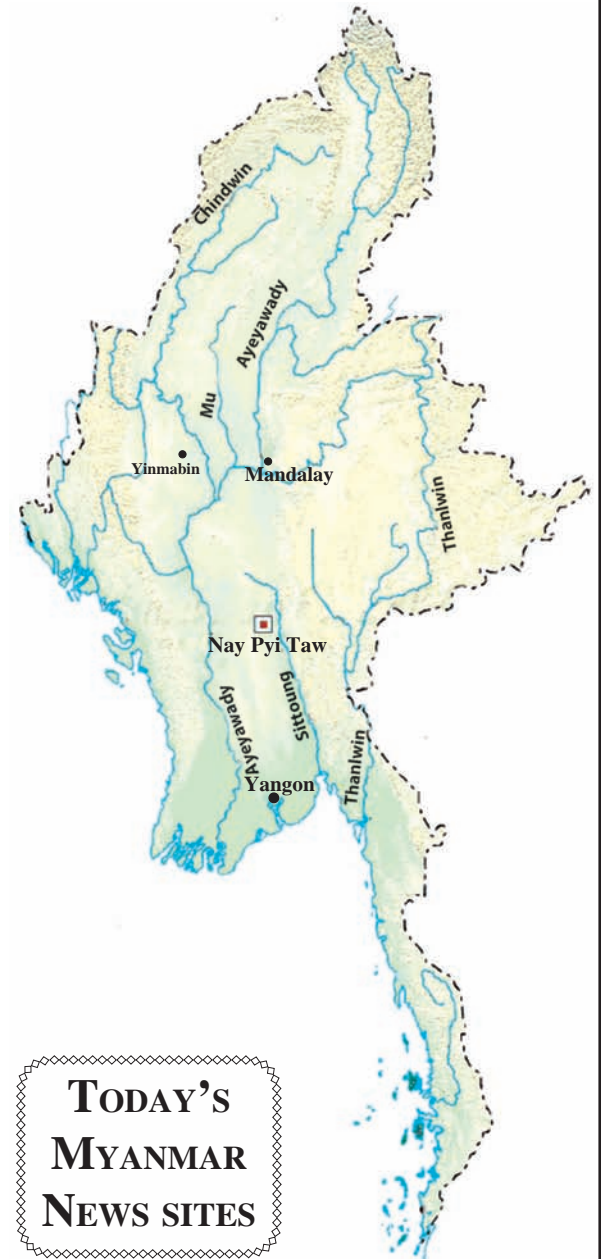 Chindwin
Ayeyawady
Mu
Yinmabin
Mandalay
Thanlwin
Nay Pyi Taw
Ayeyawady
Sittoung
Thanlwin
Yangon
TODAY'S
MYANMAR
NEWS SITES